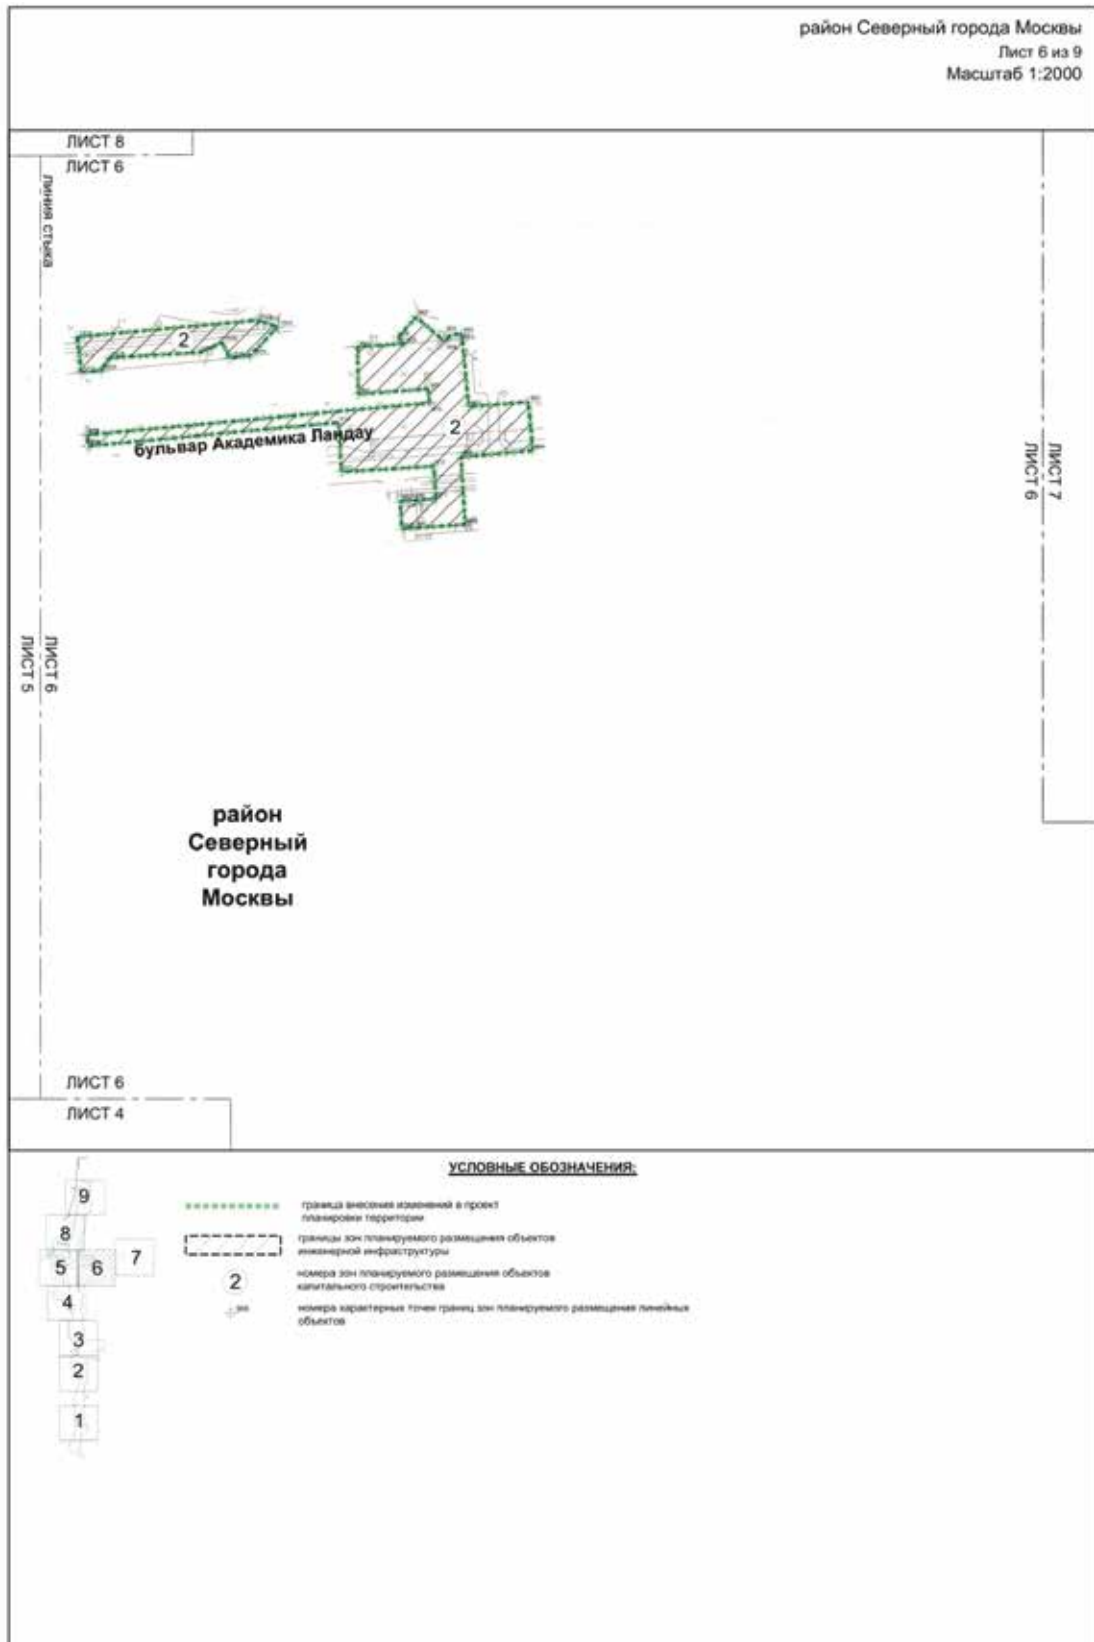 район Северный города Москвы
Лист 6 из 9
Масштаб 1:2000
ЛИСТ 8
ЛИСТ 6
линия стыка
2
бульвар Академика Ландау
2
ЛИСТ 7
ЛИСТ 6
ЛИСТ 6
ЛИСТ 5
район
Северный
города
Москвы
ЛИСТ 6
ЛИСТ 4
УСЛОВНЫЕ ОБОЗНАЧЕНИЯ:
граница внесения изменений в проект
планировки территории
границы зон планируемого размещения объектов
инженерной инфраструктуры
2
номера зон планируемого размещения объектов
капитального строительства
номера характерных точек границ зон планируемого размещения линейных
объектов
9
8
7
5
6
4
3
2
1